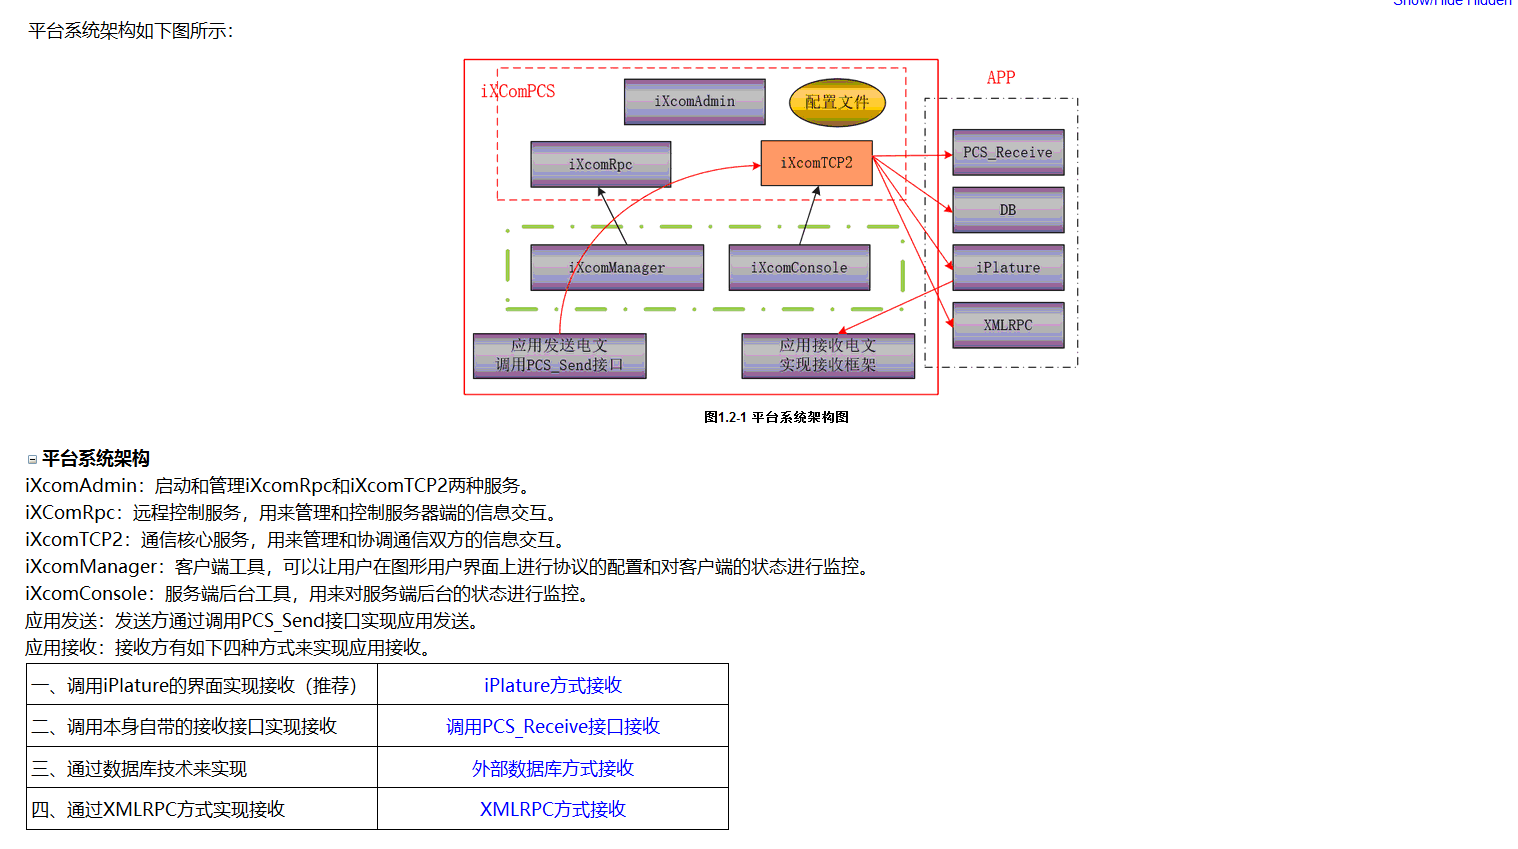 Show/Hide Hidden
平台系统架构如下图所示：
iXComPCS
iXcomAdmin
配置文件
APP
iXcomRpc
iXcomTCP2
PCS_Receive
DB
iXcomManager
iXcomConsole
iPlature
XMLRPC
应用发送电文
调用PCS_Send接口
应用接收电文
实现接收框架
图1.2-1 平台系统架构图
平台系统架构
iXcomAdmin：启动和管理iXcomRpc和iXcomTCP2两种服务。
iXComRpc：远程控制服务，用来管理和控制服务器端的信息交互。
iXcomTCP2：通信核心服务，用来管理和协调通信双方的信息交互。
iXcomManager：客户端工具，可以让用户在图形用户界面上进行协议的配置和对客户端的状态进行监控。
iXcomConsole：服务端后台工具，用来对服务端后台的状态进行监控。
应用发送：发送方通过调用PCS_Send接口实现应用发送。
应用接收：接收方有如下四种方式来实现应用接收。
一、调用iPlature的界面实现接收（推荐） iPlature方式接收
二、调用本身自带的接收接口实现接收 调用PCS_Receive接口接收
三、通过数据库技术来实现 外部数据库方式接收
四、通过XMLRPC方式实现接收 XMLRPC方式接收